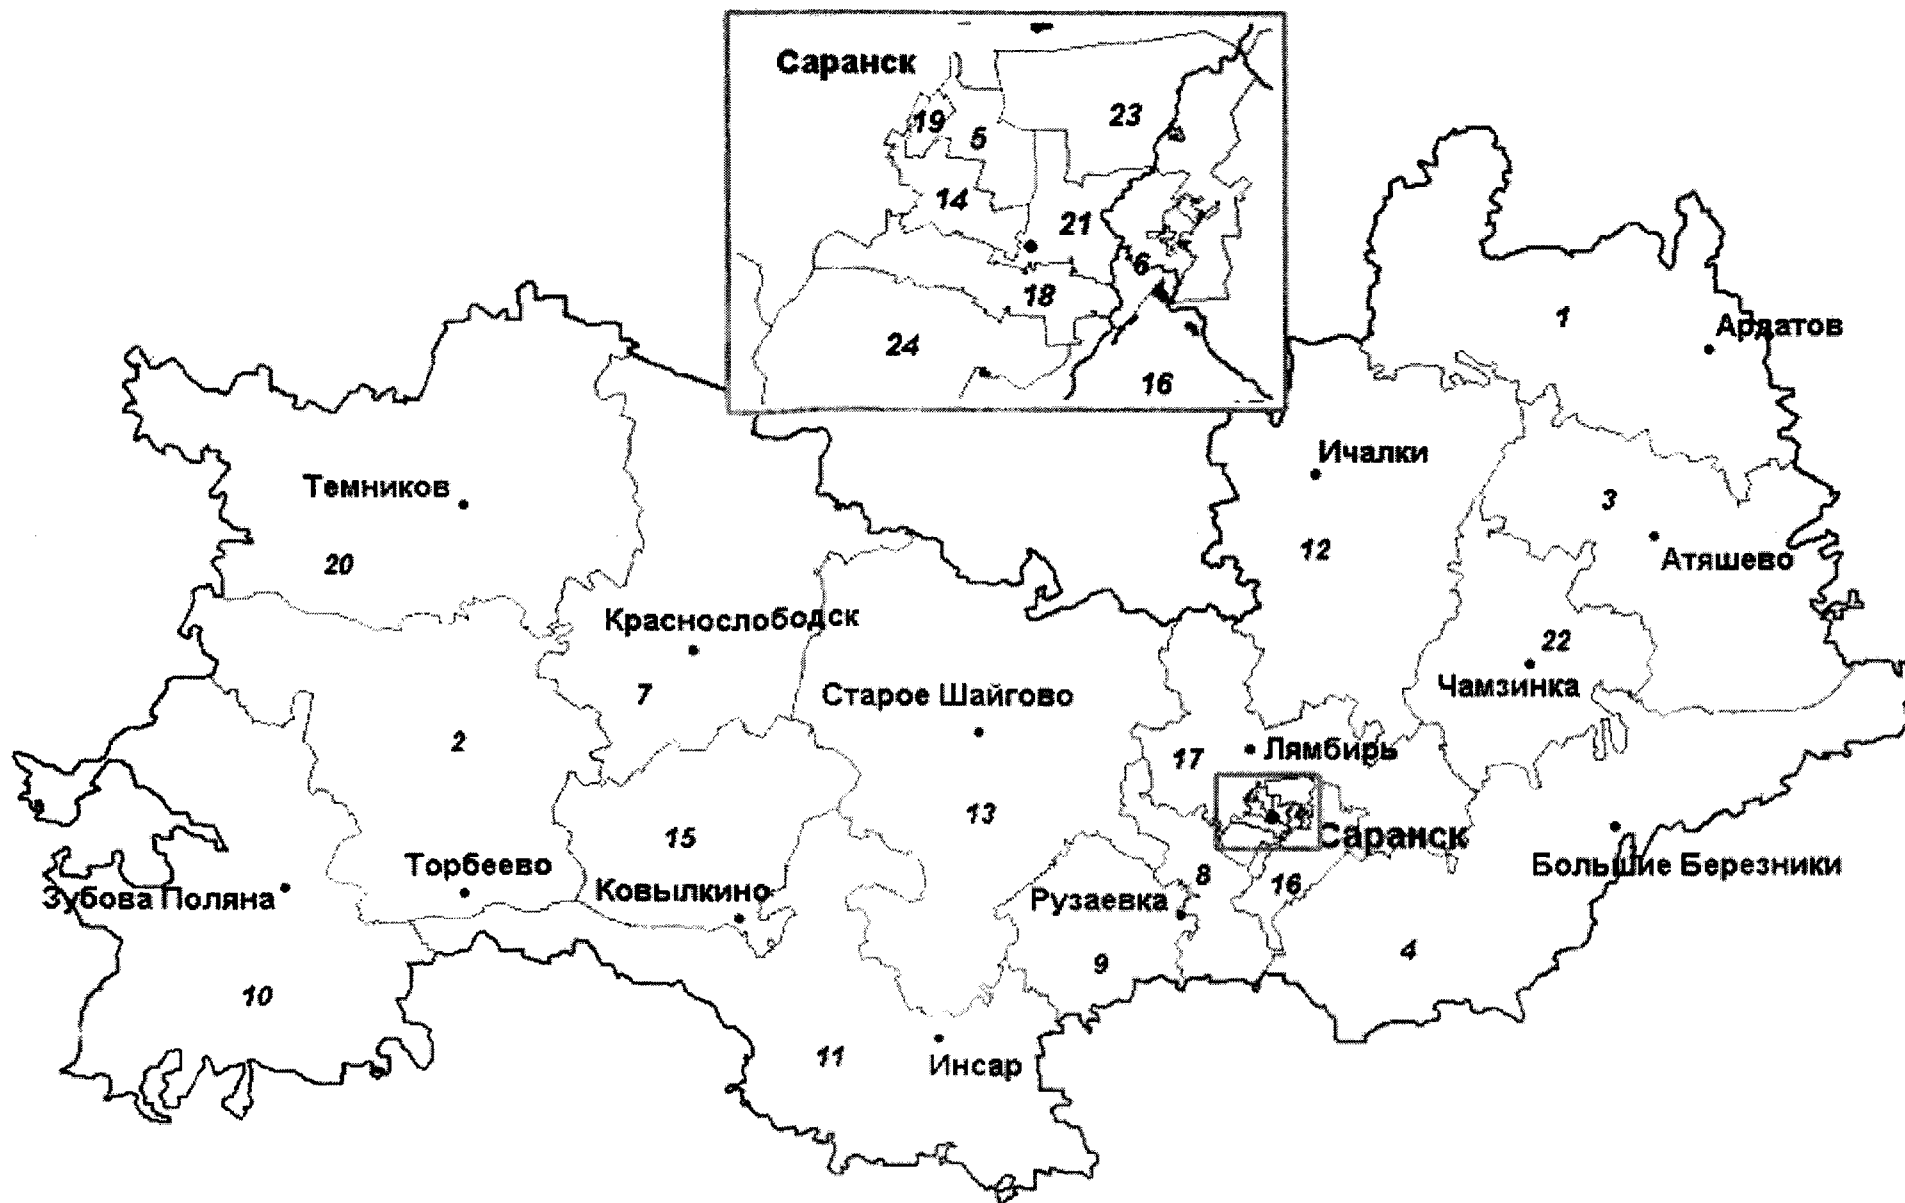 Саранск
19
5
23
14
21
6
18
24
16
1
Ардатов
Ичалки
Темников
3
12
Атяшево
20
Краснослободск
22
7
Старое Шайгово
Чамзинка
2
17
Лямбирь
13
15
Саранск
Торбеево
Большие Березники
Ковылкино
8
16
Зубова Поляна
Рузаевка
4
9
10
11
Инсар